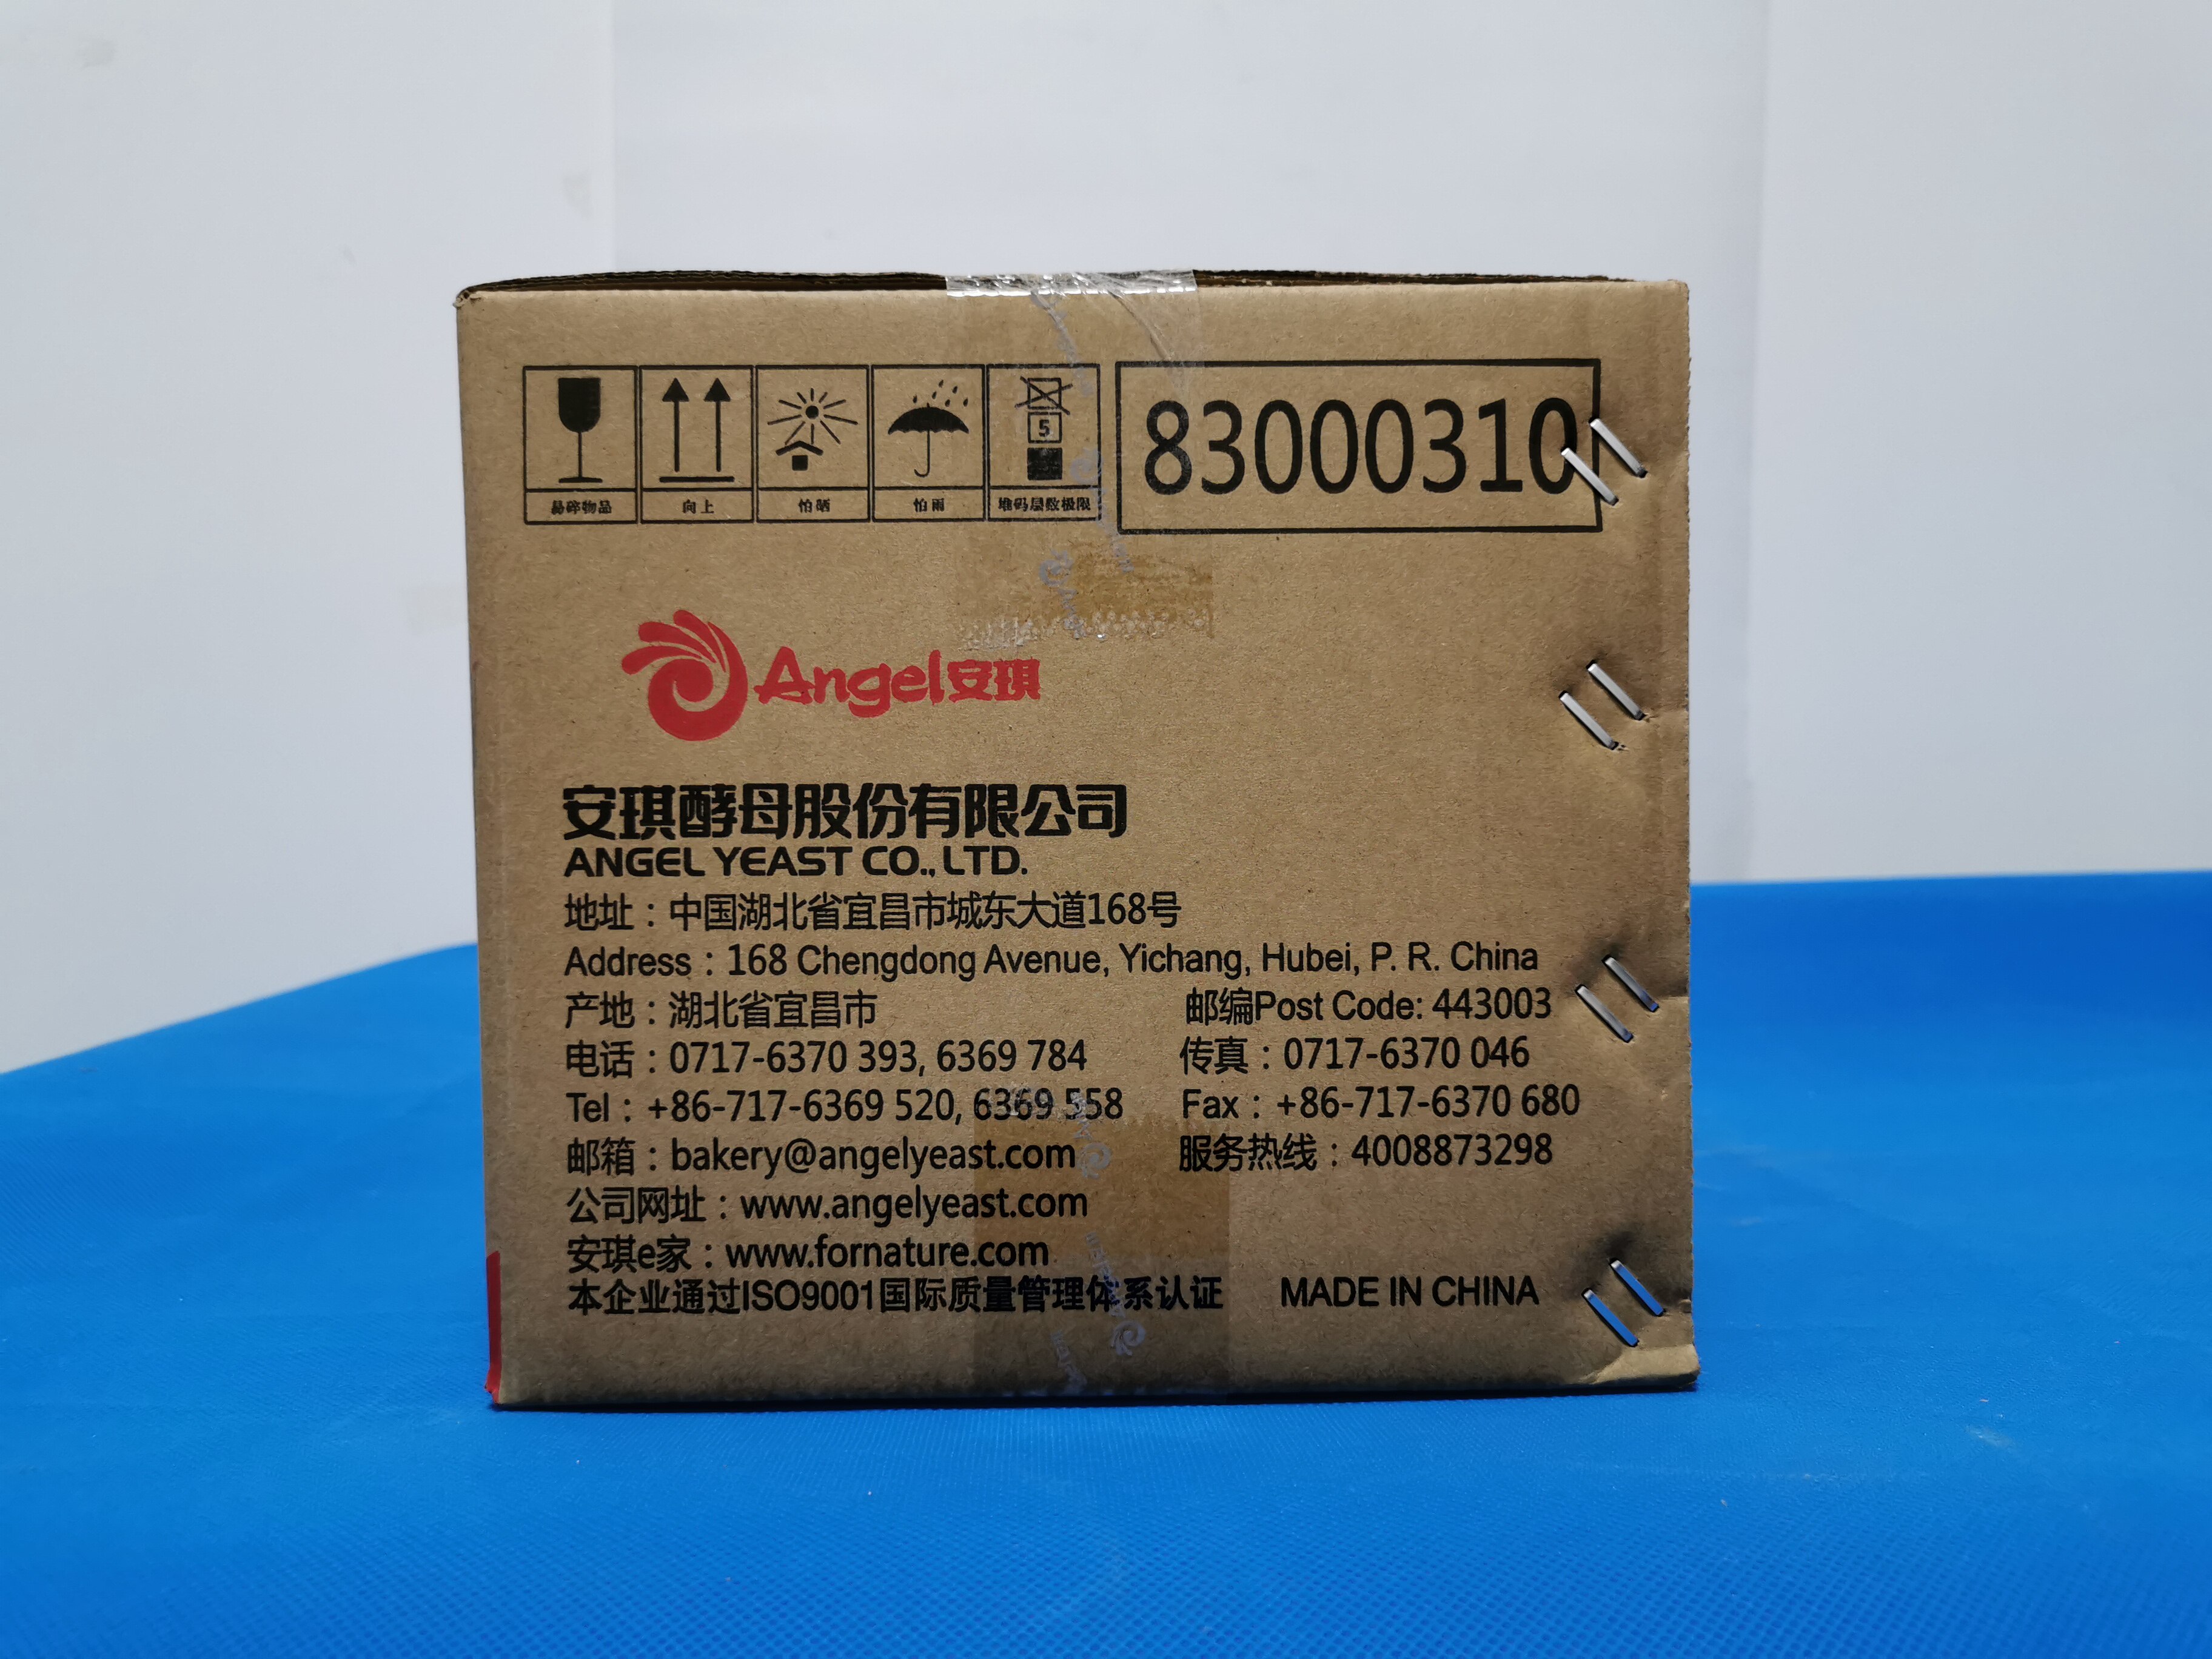 易碎物品 向上 怕晒 怕雨 5 堆码层数极限
83000310
Angel安琪
安琪酵母股份有限公司
ANGEL YEAST CO., LTD.
地址：中国湖北省宜昌市城东大道168号
Address：168 Chengdong Avenue, Yichang, Hubei, P. R. China
产地：湖北省宜昌市 邮编Post Code: 443003
电话：0717-6370 393, 6369 784 传真：0717-6370 046
Tel：+86-717-6369 520, 6369 558 Fax：+86-717-6370 680
邮箱：bakery@angelyeast.com 服务热线：4008873298
公司网址：www.angelyeast.com
安琪e家：www.fornature.com
本企业通过ISO9001国际质量管理体系认证 MADE IN CHINA